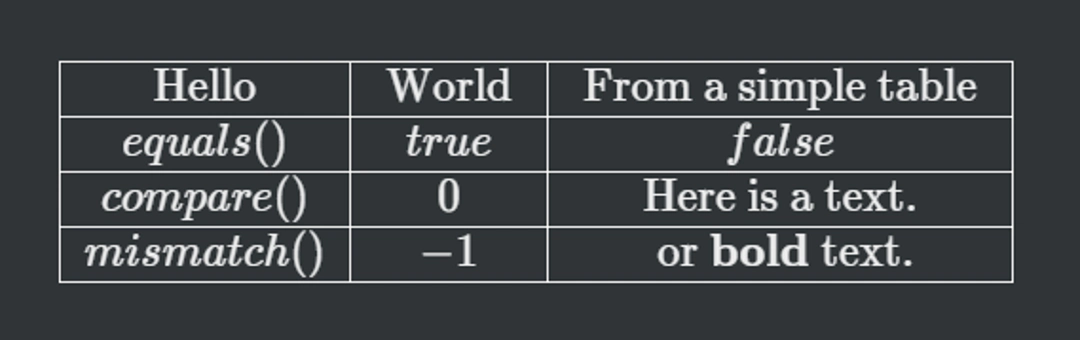 Hello World From a simple table
equals() true false
compare() 0 Here is a text.
mismatch() −1 or bold text.